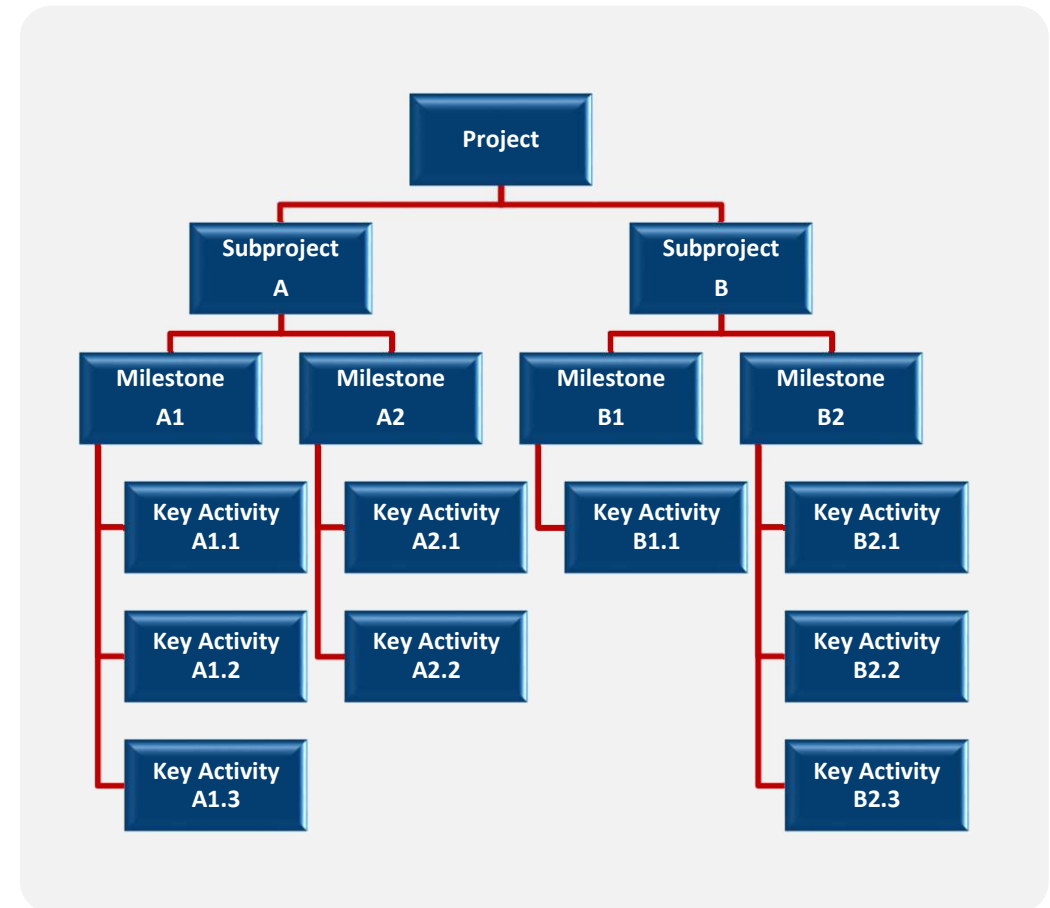 Project
Subproject
A
Subproject
B
Milestone
A1
Milestone
A2
Milestone
B1
Milestone
B2
Key Activity
A1.1
Key Activity
A2.1
Key Activity
B1.1
Key Activity
B2.1
Key Activity
A1.2
Key Activity
A2.2
Key Activity
B2.2
Key Activity
A1.3
Key Activity
B2.3